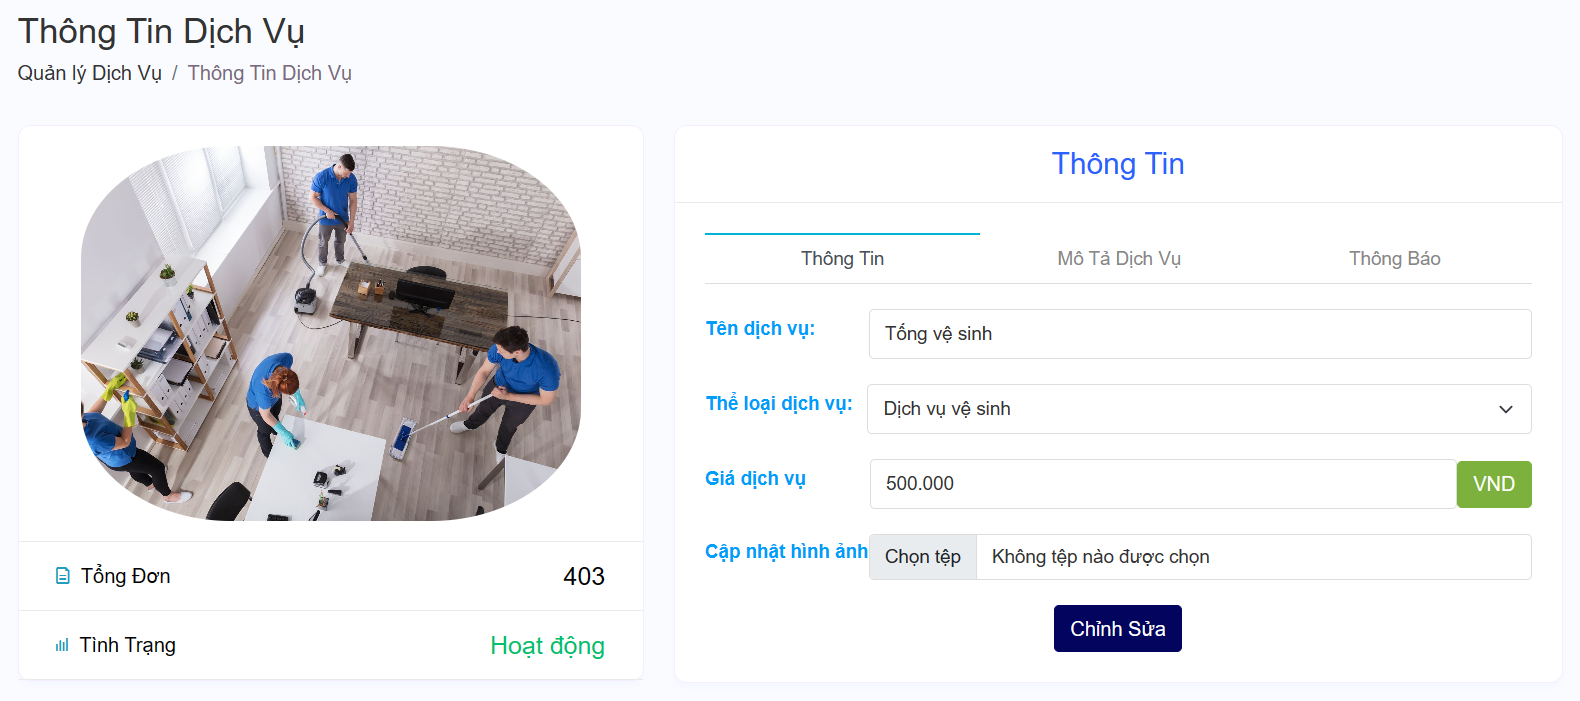 Thông Tin Dịch Vụ
Quản lý Dịch Vụ / Thông Tin Dịch Vụ
Tổng Đơn 403
Tình Trạng Hoạt động
Thông Tin
Thông Tin Mô Tả Dịch Vụ Thông Báo
Tên dịch vụ: Tống vệ sinh
Thể loại dịch vụ: Dịch vụ vệ sinh
Giá dịch vụ 500.000 VND
Cập nhật hình ảnh Chọn tệp Không tệp nào được chọn
Chỉnh Sửa